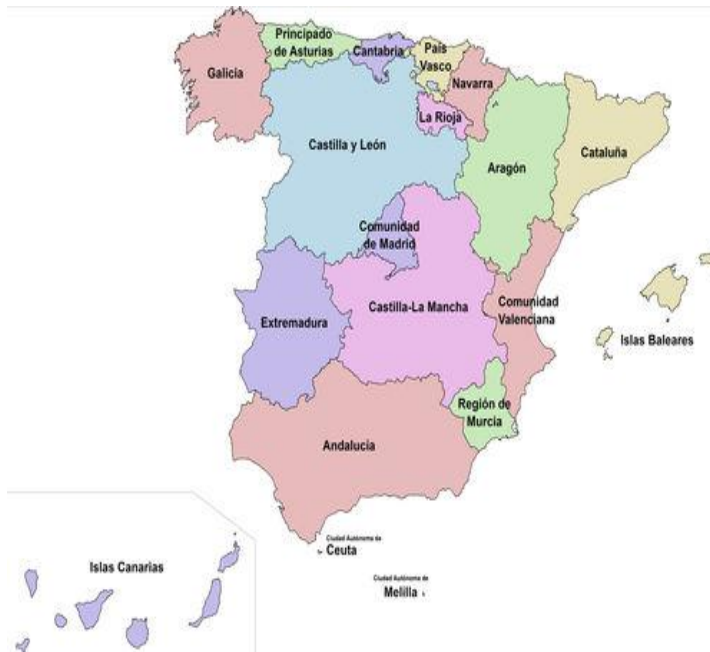 Principado
de Asturias
Cantabria
País
Vasco
Galicia
Navarra
La Rioja
Castilla y León
Cataluña
Aragón
Comunidad
de Madrid
Castilla-La Mancha
Comunidad
Valenciana
Extremadura
Islas Baleares
Región de
Murcia
Andalucía
Ciudad Autónoma de
Ceuta
Islas Canarias
Ciudad Autónoma de
Melilla